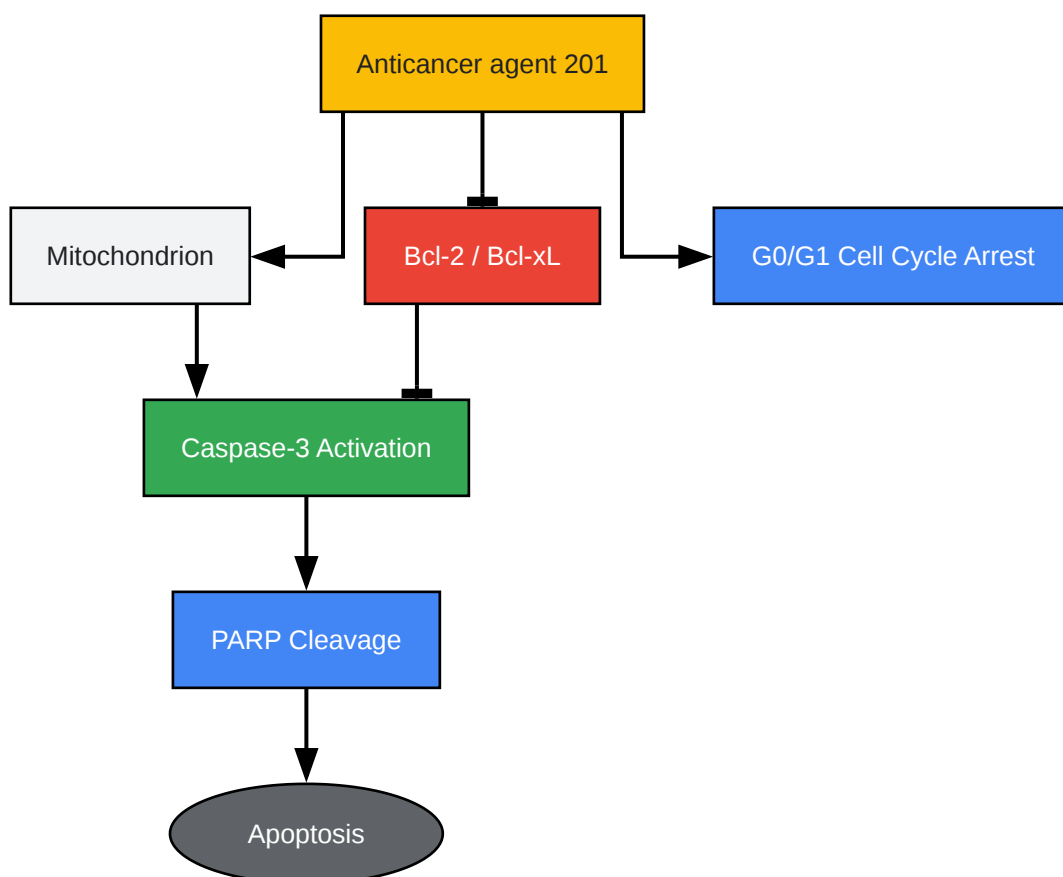 Anticancer agent 201
Mitochondrion
Bcl-2 / Bcl-xL
G0/G1 Cell Cycle Arrest
Caspase-3 Activation
PARP Cleavage
Apoptosis